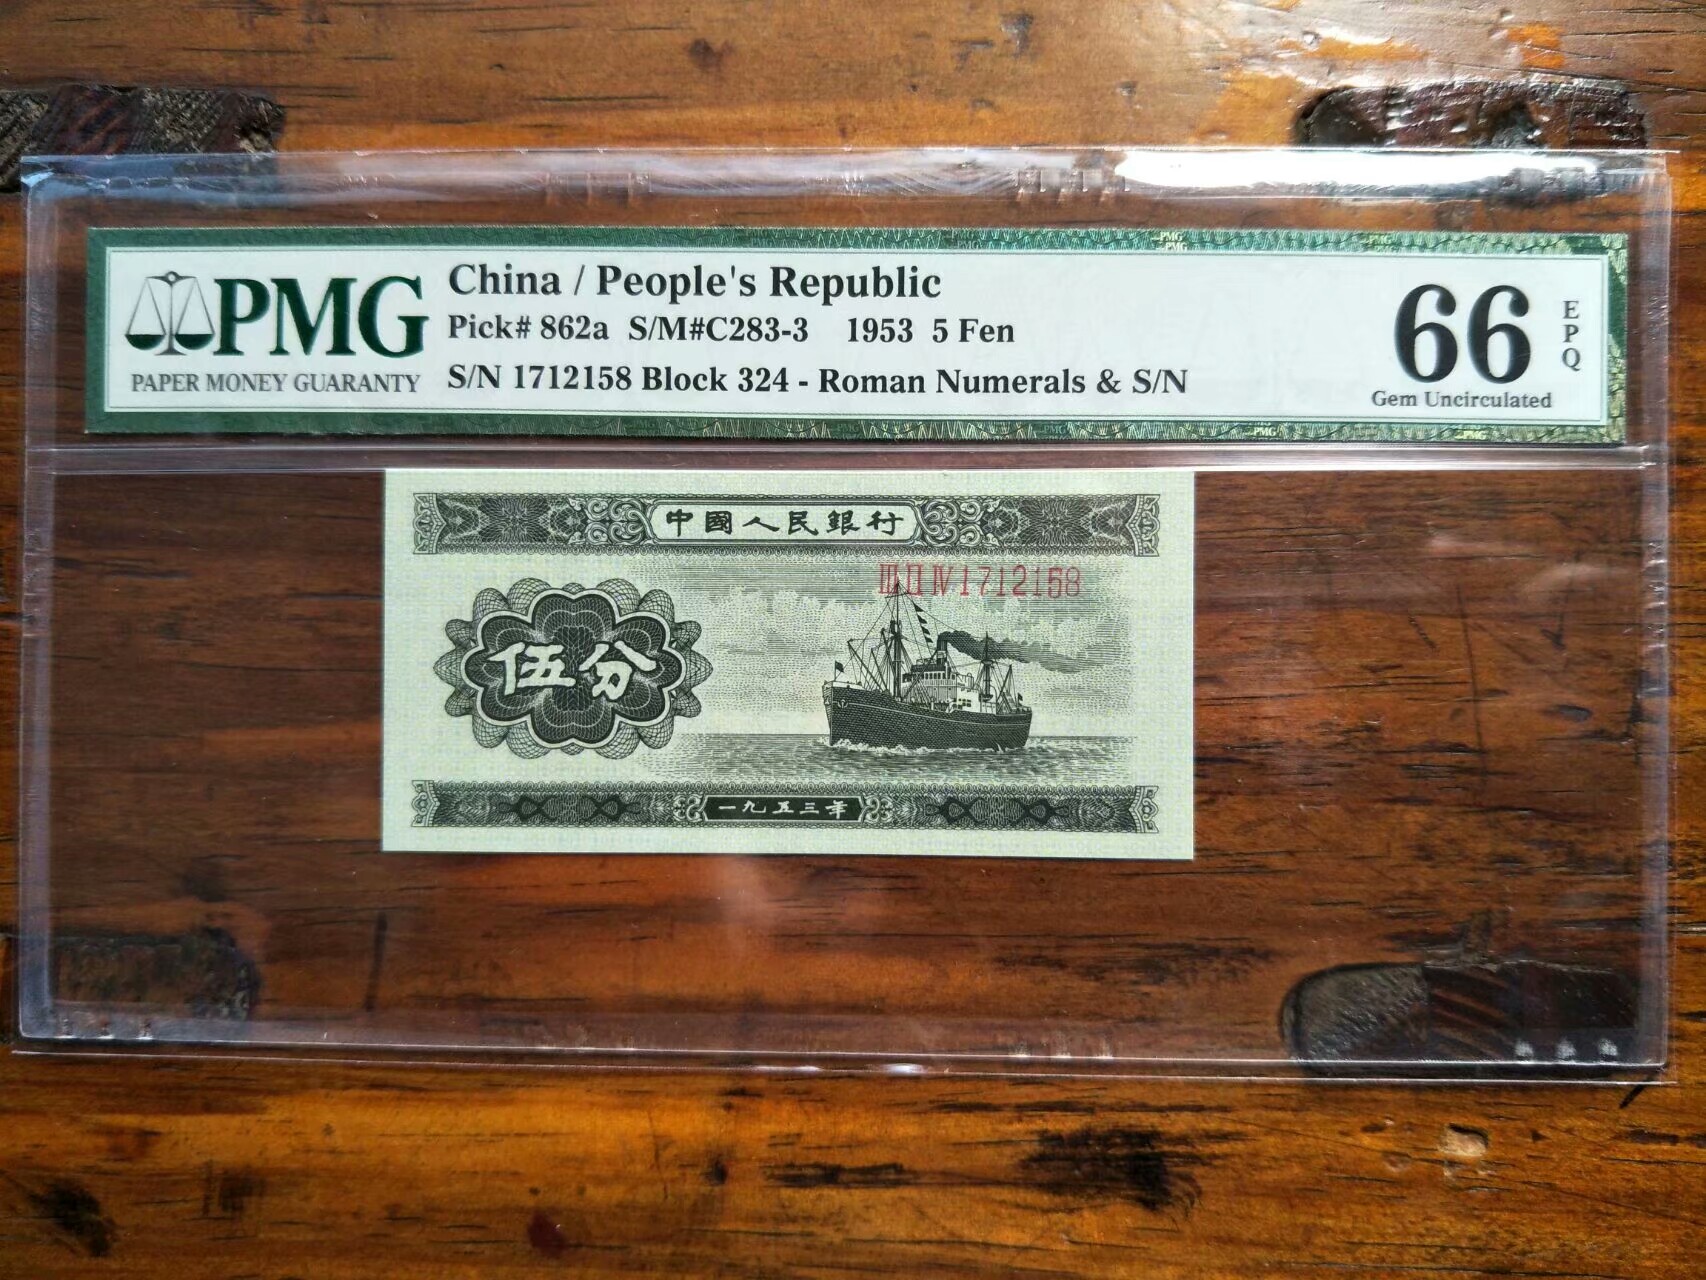 PMG
PAPER MONEY GUARANTY
China / People's Republic
Pick# 862a S/M#C283-3 1953 5 Fen
S/N 1712158 Block 324 - Roman Numerals & S/N
66
EPQ
Gem Uncirculated
中國人民銀行
ⅢⅡⅣ1712158
伍分
一九五三年